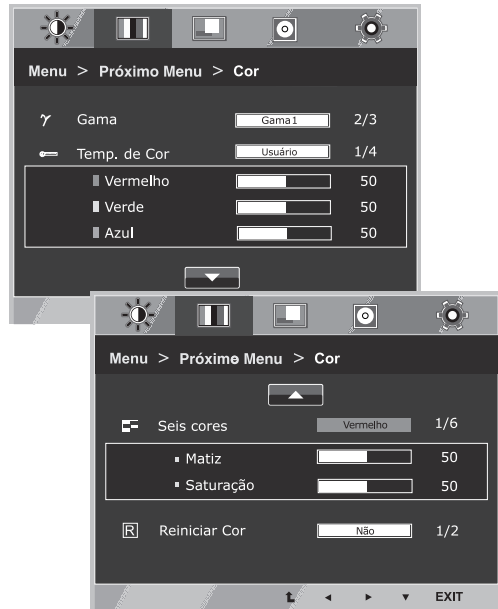 Menu > Próximo Menu > Cor
Gama Gama1 2/3
Temp. de Cor Usuário 1/4
Vermelho 50
Verde 50
Azul 50
Menu > Próximo Menu > Cor
Seis cores Vermelho 1/6
Matiz 50
Saturação 50
R Reiniciar Cor Não 1/2
EXIT